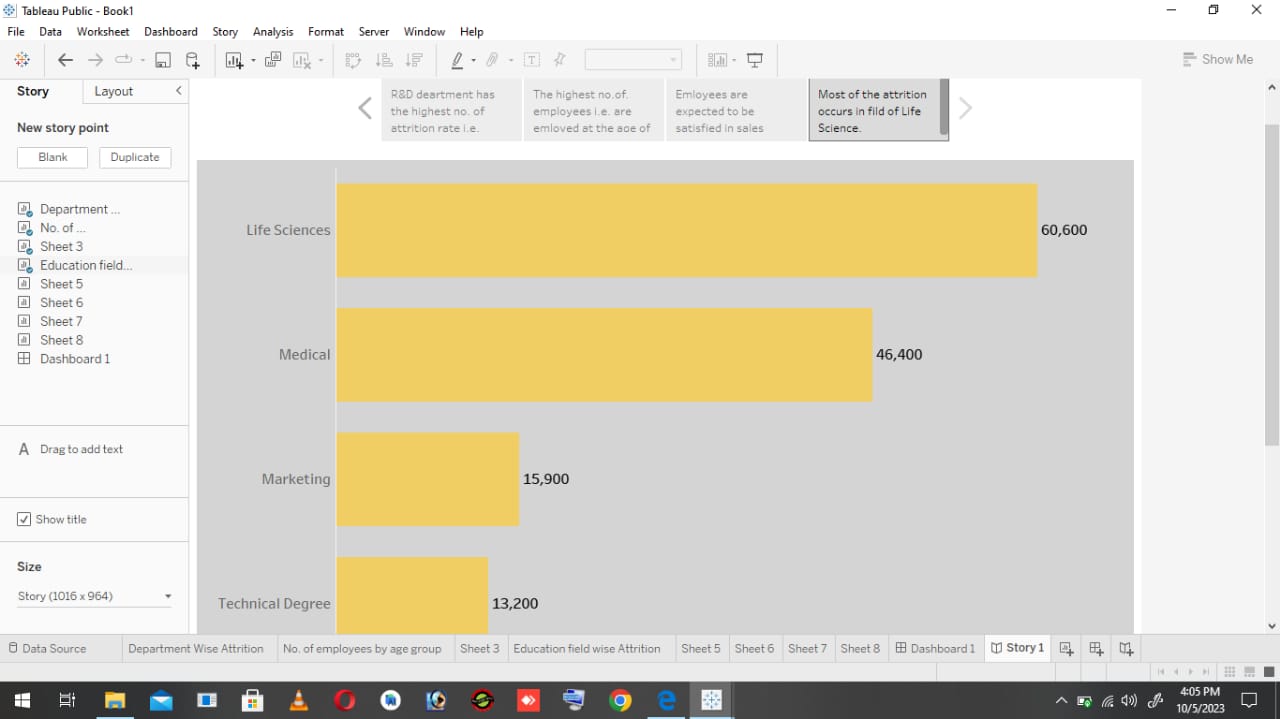 Tableau Public - Book1
File Data Worksheet Dashboard Story Analysis Format Server Window Help
Show Me
Story Layout
New story point
Blank Duplicate
Department ...
No. of ...
Sheet 3
Education field...
Sheet 5
Sheet 6
Sheet 7
Sheet 8
Dashboard 1
A Drag to add text
Show title
Size
Story (1016 x 964)
R&D deartment has
the highest no. of
attrition rate i.e.
The highest no.of.
employees i.e. are
emloyed at the age of
Emloyees are
expected to be
satisfied in sales
Most of the attrition
occurs in fild of Life
Science.
Life Sciences 60,600
Medical 46,400
Marketing 15,900
Technical Degree 13,200
Data Source Department Wise Attrition No. of employees by age group Sheet 3 Education field wise Attrition Sheet 5 Sheet 6 Sheet 7 Sheet 8 Dashboard 1 Story 1
4:05 PM
10/5/2023